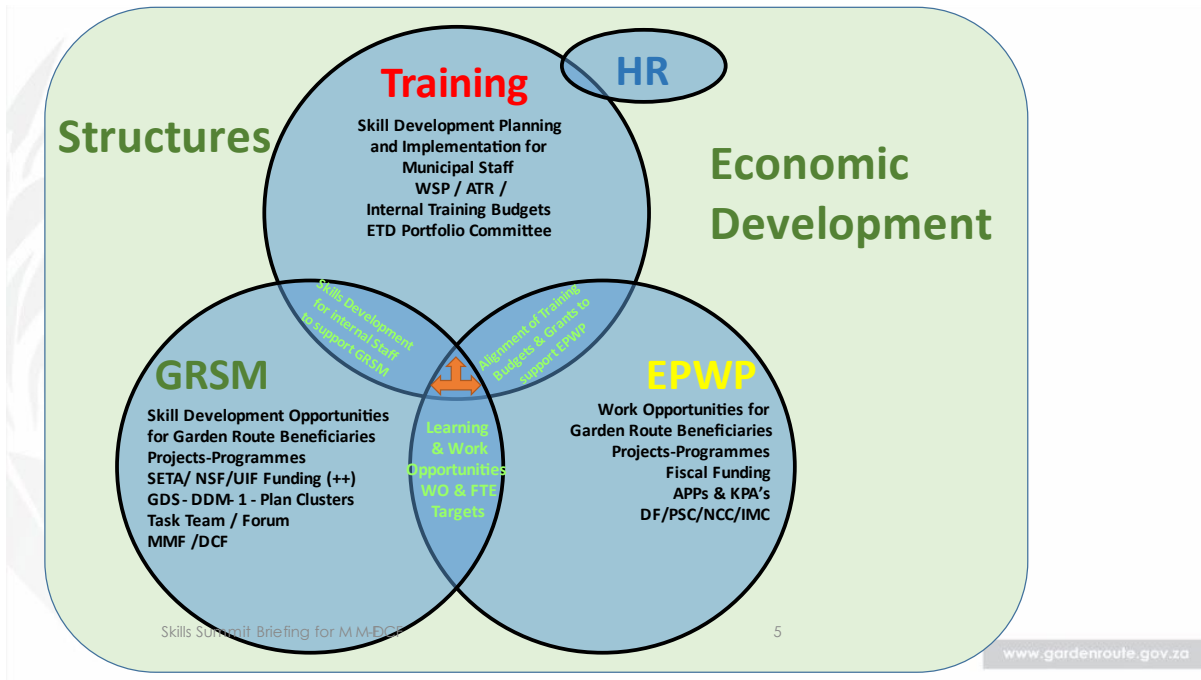 Training
HR
Structures
Skill Development Planning
and Implementation for
Municipal Staff
WSP / ATR /
Internal Training Budgets
ETD Portfolio Committee
Economic
Development
Skills Development
for internal Staff
to support GRSM
Alignment of Training
Budgets & Grants to
support EPWP
GRSM
Skill Development Opportunities
for Garden Route Beneficiaries
Projects-Programmes
SETA/ NSF/UIF Funding (++)
GDS - DDM- 1 - Plan Clusters
Task Team / Forum
MMF /DCF
Learning
& Work
Opportunities
WO & FTE
Targets
EPWP
Work Opportunities for
Garden Route Beneficiaries
Projects-Programmes
Fiscal Funding
APPs & KPA's
DF/PSC/NCC/IMC
Skills Summit Briefing for
5
www.gardenroute.gov.za